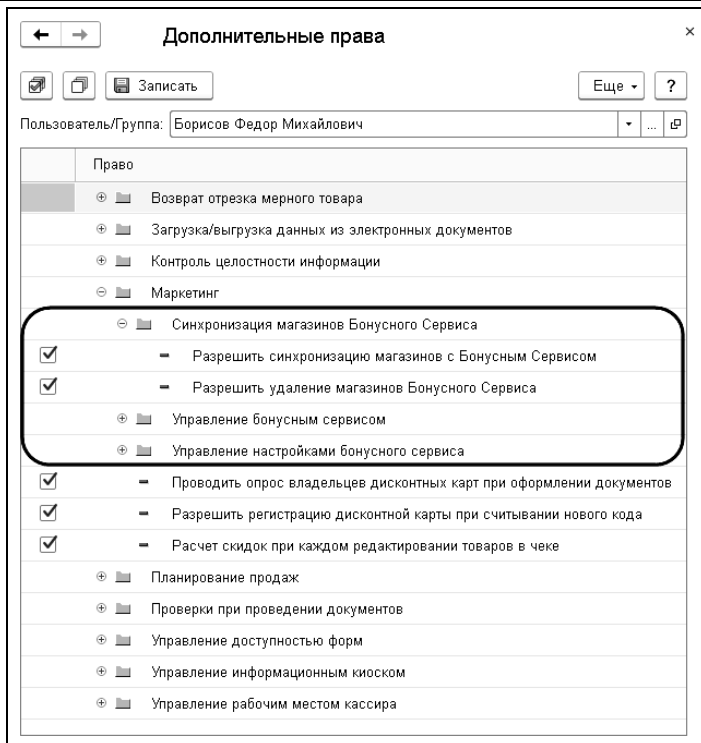 Дополнительные права
Записать
Еще
?
Пользователь/Группа: Борисов Федор Михайлович
Право
Возврат отрезка мерного товара
Загрузка/выгрузка данных из электронных документов
Контроль целостности информации
Маркетинг
Синхронизация магазинов Бонусного Сервиса
Разрешить синхронизацию магазинов с Бонусным Сервисом
Разрешить удаление магазинов Бонусного Сервиса
Управление бонусным сервисом
Управление настройками бонусного сервиса
Проводить опрос владельцев дисконтных карт при оформлении документов
Разрешить регистрацию дисконтной карты при считывании нового кода
Расчет скидок при каждом редактировании товаров в чеке
Планирование продаж
Проверки при проведении документов
Управление доступностью форм
Управление информационным киоском
Управление рабочим местом кассира